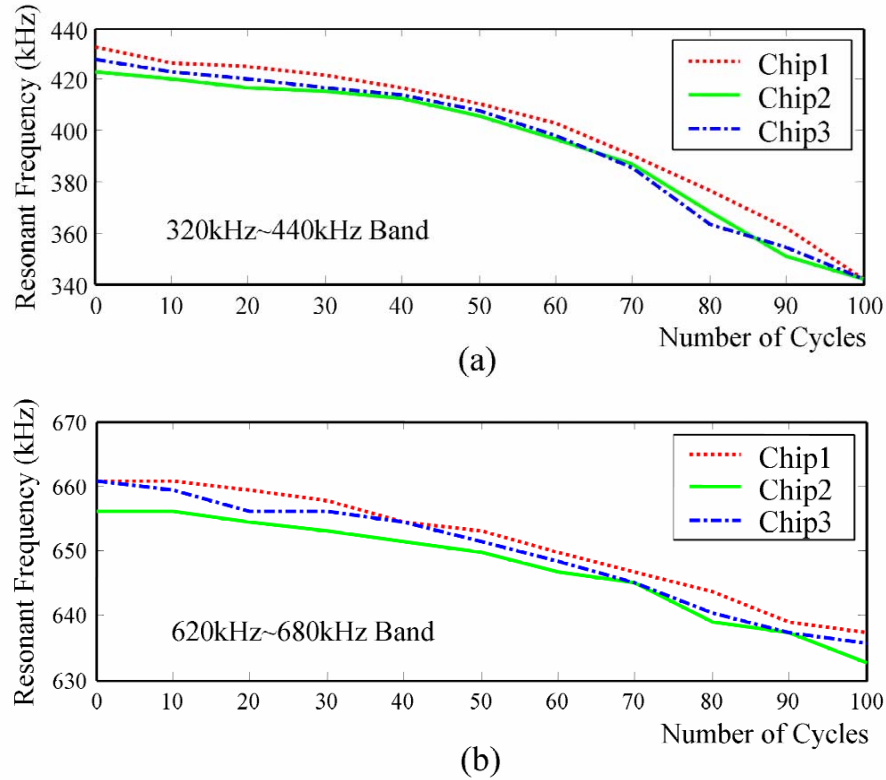 Resonant Frequency (kHz)
440
420
400
380
360
340
Chip1
Chip2
Chip3
320kHz~440kHz Band
0 10 20 30 40 50 60 70 80 90 100
Number of Cycles
(a)
Resonant Frequency (kHz)
670
660
650
640
630
Chip1
Chip2
Chip3
620kHz~680kHz Band
0 10 20 30 40 50 60 70 80 90 100
Number of Cycles
(b)